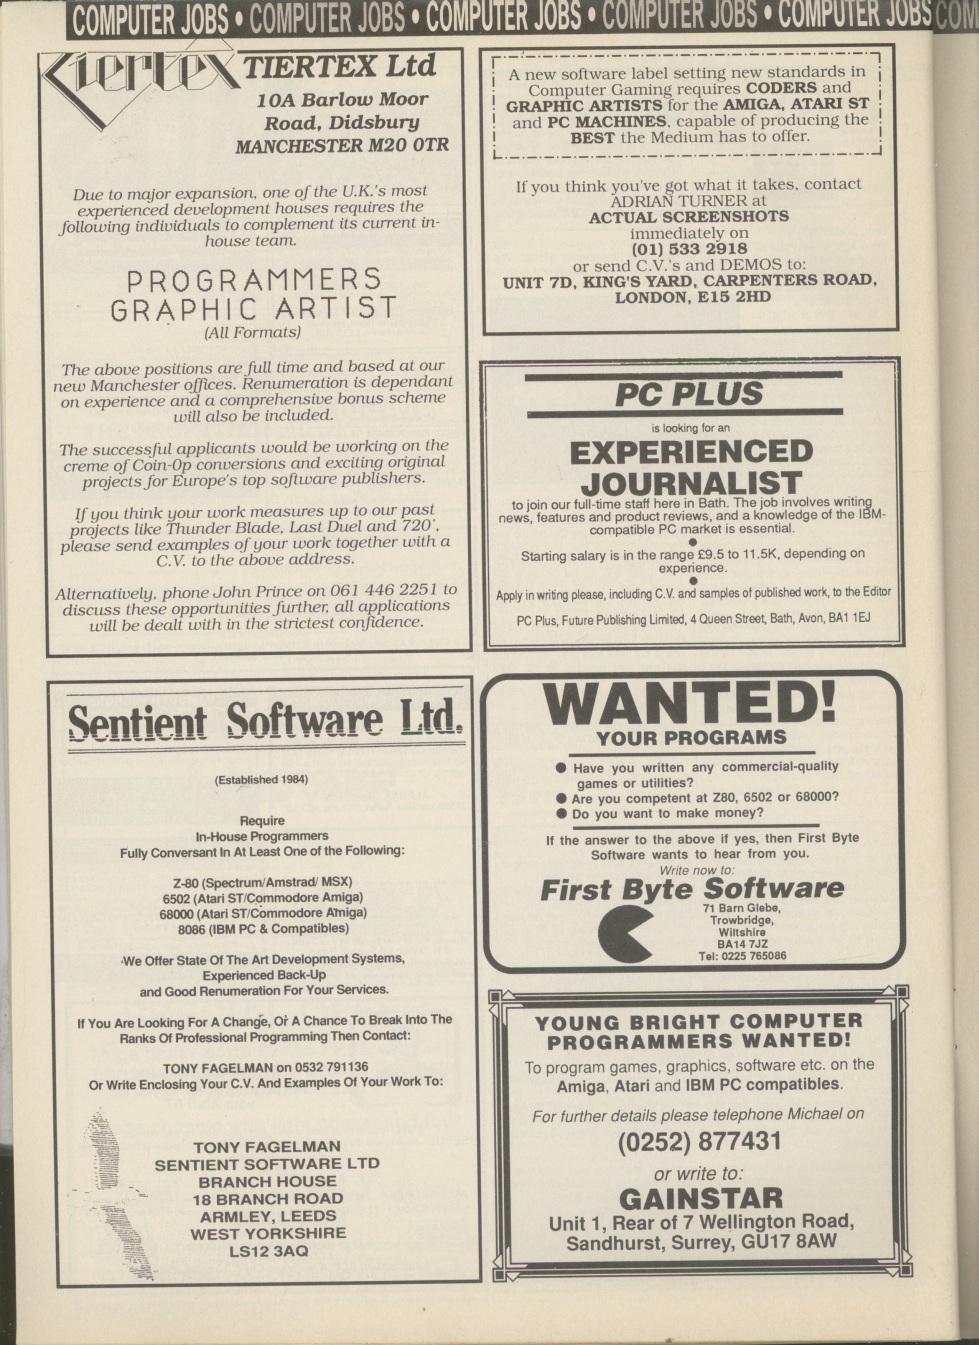 COMPUTER JOBS • COMPUTER JOBS • COMPUTER JOBS • COMPUTER JOBS • COMPUTER JOBS
Tiertex TIERTEX Ltd
10A Barlow Moor
Road, Didsbury
MANCHESTER M20 0TR
Due to major expansion, one of the U.K.'s most
experienced development houses requires the
following individuals to complement its current in-
house team.
PROGRAMMERS
GRAPHIC ARTIST
(All Formats)
The above positions are full time and based at our
new Manchester offices. Renumeration is dependant
on experience and a comprehensive bonus scheme
will also be included.
The successful applicants would be working on the
creme of Coin-Op conversions and exciting original
projects for Europe's top software publishers.
If you think your work measures up to our past
projects like Thunder Blade, Last Duel and 720°,
please send examples of your work together with a
C.V. to the above address.
Alternatively, phone John Prince on 061 446 2251 to
discuss these opportunities further, all applications
will be dealt with in the strictest confidence.
A new software label setting new standards in
Computer Gaming requires CODERS and
GRAPHIC ARTISTS for the AMIGA, ATARI ST
and PC MACHINES, capable of producing the
BEST the Medium has to offer.
If you think you've got what it takes, contact
ADRIAN TURNER at
ACTUAL SCREENSHOTS
immediately on
(01) 533 2918
or send C.V.'s and DEMOS to:
UNIT 7D, KING'S YARD, CARPENTERS ROAD,
LONDON, E15 2HD
PC PLUS
is looking for an
EXPERIENCED
JOURNALIST
to join our full-time staff here in Bath. The job involves writing
news, features and product reviews, and a knowledge of the IBM-
compatible PC market is essential.
●
Starting salary is in the range £9.5 to 11.5K, depending on
experience.
●
Apply in writing please, including C.V. and samples of published work, to the Editor
PC Plus, Future Publishing Limited, 4 Queen Street, Bath, Avon, BA1 1EJ
Sentient Software Ltd.
(Established 1984)
Require
In-House Programmers
Fully Conversant In At Least One of the Following:
Z-80 (Spectrum/Amstrad/ MSX)
6502 (Atari ST/Commodore Amiga)
68000 (Atari ST/Commodore Amiga)
8086 (IBM PC & Compatibles)
We Offer State Of The Art Development Systems,
Experienced Back-Up
and Good Renumeration For Your Services.
If You Are Looking For A Change, Or A Chance To Break Into The
Ranks Of Professional Programming Then Contact:
TONY FAGELMAN on 0532 791136
Or Write Enclosing Your C.V. And Examples Of Your Work To:
TONY FAGELMAN
SENTIENT SOFTWARE LTD
BRANCH HOUSE
18 BRANCH ROAD
ARMLEY, LEEDS
WEST YORKSHIRE
LS12 3AQ
WANTED!
YOUR PROGRAMS
● Have you written any commercial-quality
games or utilities?
● Are you competent at Z80, 6502 or 68000?
● Do you want to make money?
If the answer to the above if yes, then First Byte
Software wants to hear from you.
Write now to:
First Byte Software
71 Barn Glebe,
Trowbridge,
Wiltshire
BA14 7JZ
Tel: 0225 765086
YOUNG BRIGHT COMPUTER
PROGRAMMERS WANTED!
To program games, graphics, software etc. on the
Amiga, Atari and IBM PC compatibles.
For further details please telephone Michael on
(0252) 877431
or write to:
GAINSTAR
Unit 1, Rear of 7 Wellington Road,
Sandhurst, Surrey, GU17 8AW